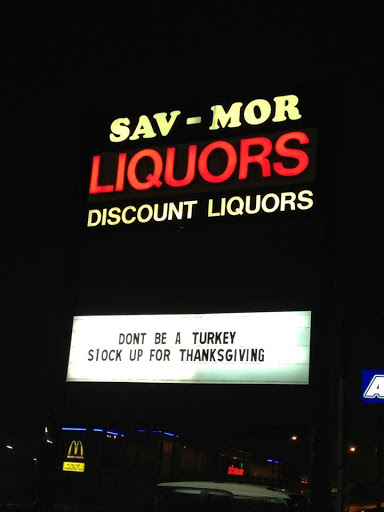 SAV-MOR
LIQUORS
DISCOUNT LIQUORS
DONT BE A TURKEY
STOCK UP FOR THANKSGIVING